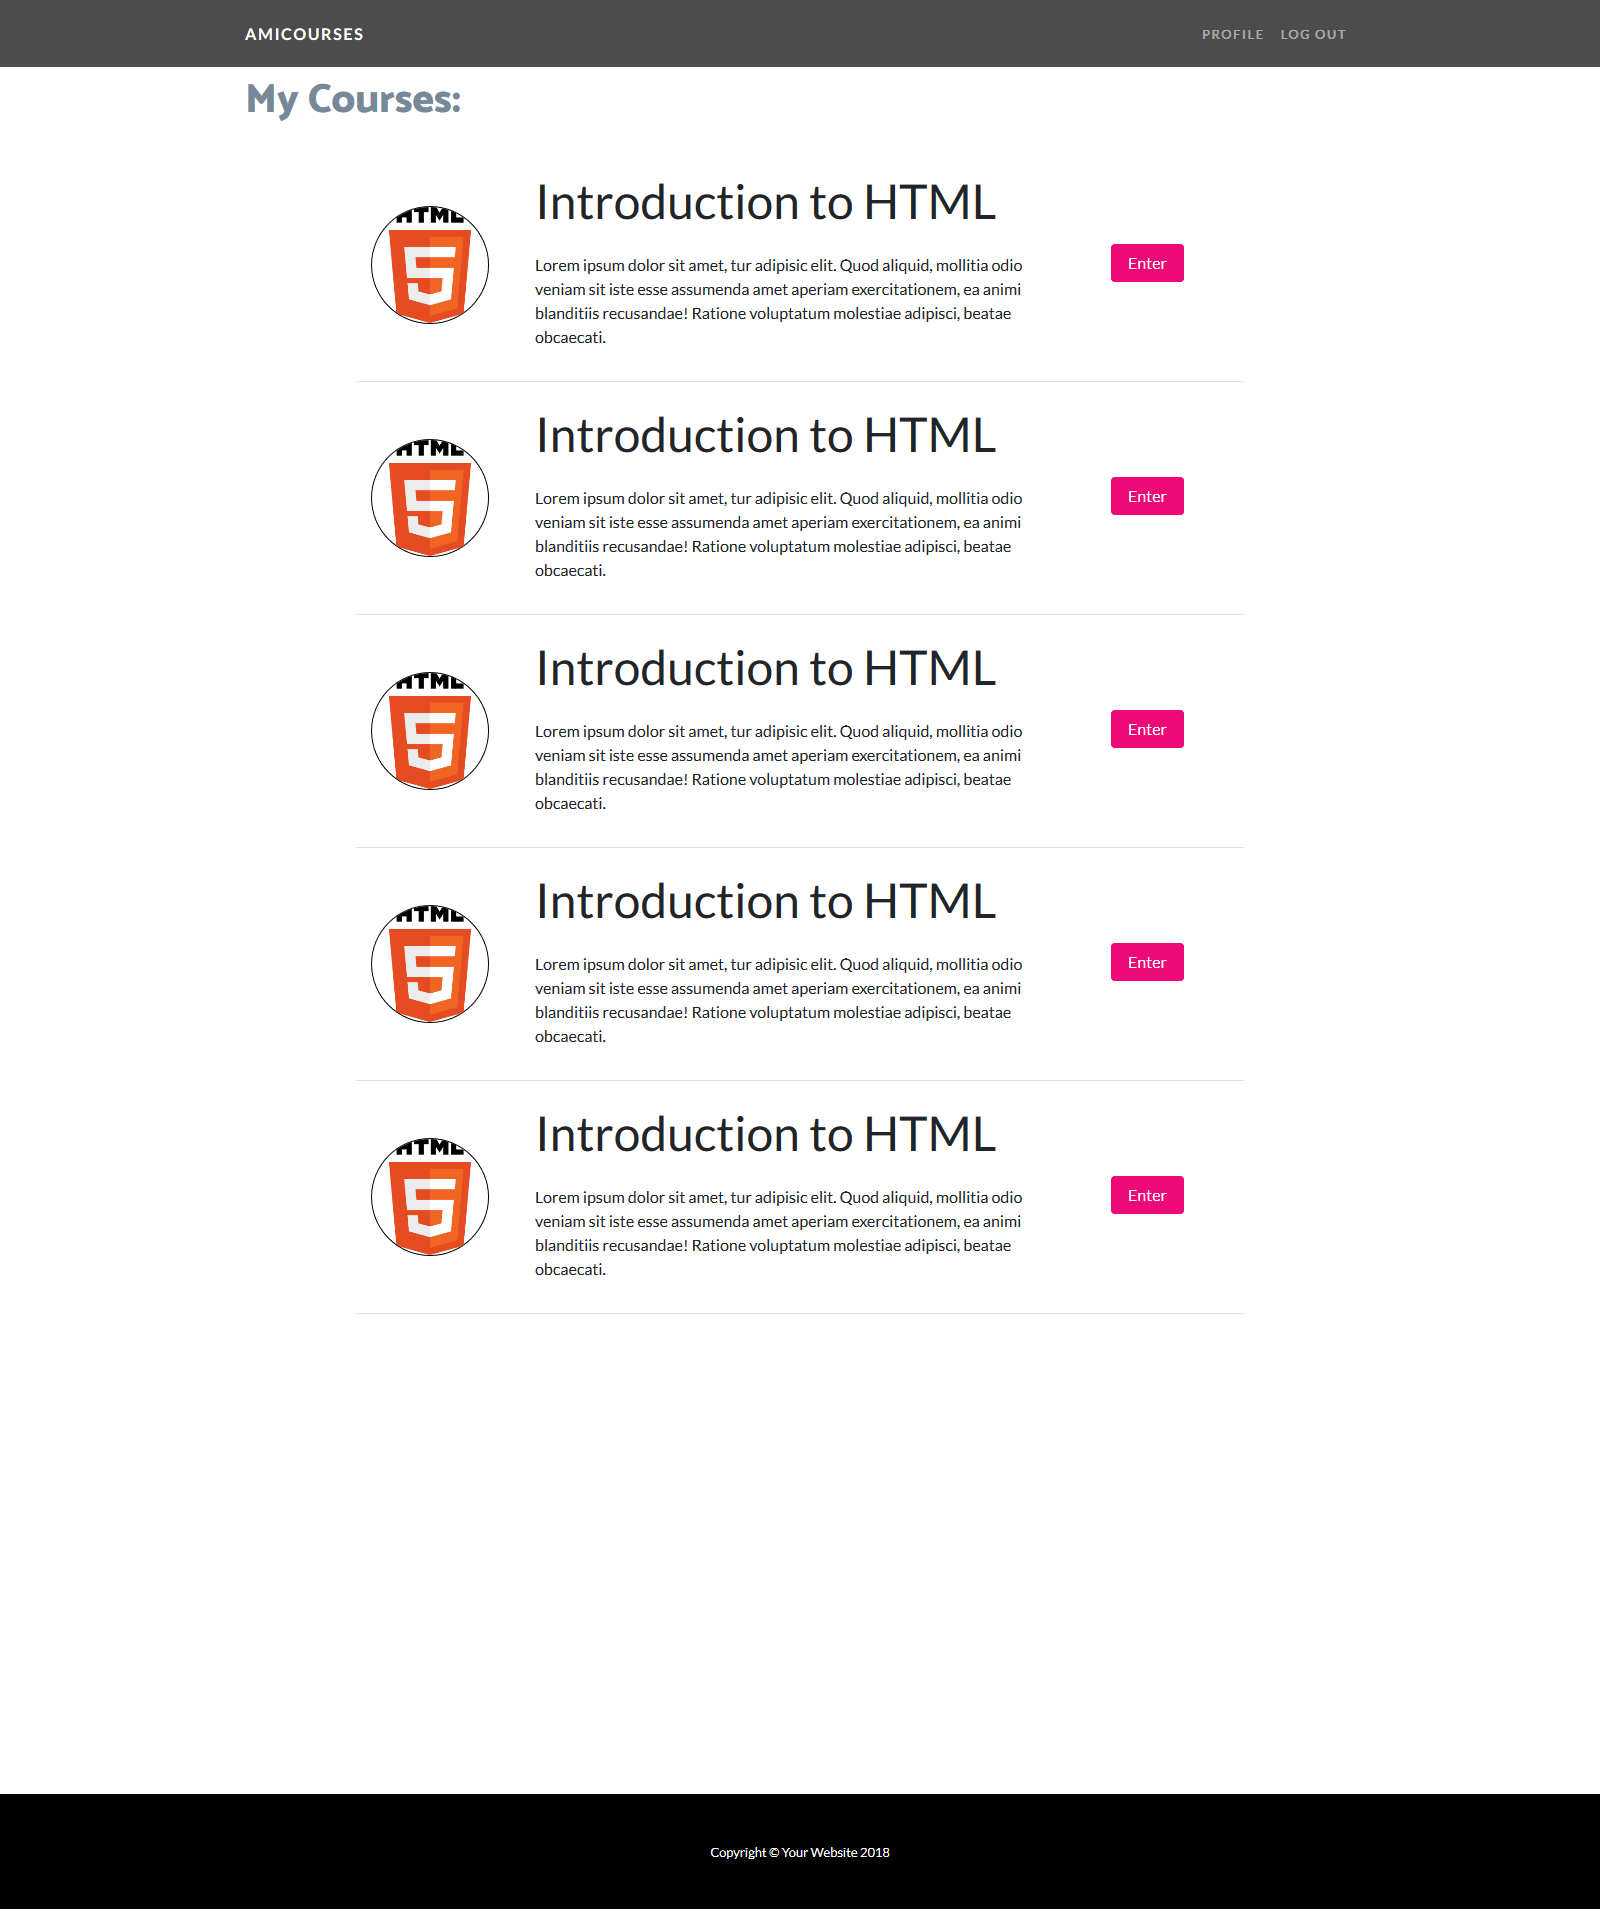 AMICOURSES
PROFILE
LOG OUT
My Courses:
HTML
Introduction to HTML
Lorem ipsum dolor sit amet, tur adipisic elit. Quod aliquid, mollitia odio
veniam sit iste esse assumenda amet aperiam exercitationem, ea animi
blanditiis recusandae! Ratione voluptatum molestiae adipisci, beatae
obcaecati.
Enter
HTML
Introduction to HTML
Lorem ipsum dolor sit amet, tur adipisic elit. Quod aliquid, mollitia odio
veniam sit iste esse assumenda amet aperiam exercitationem, ea animi
blanditiis recusandae! Ratione voluptatum molestiae adipisci, beatae
obcaecati.
Enter
HTML
Introduction to HTML
Lorem ipsum dolor sit amet, tur adipisic elit. Quod aliquid, mollitia odio
veniam sit iste esse assumenda amet aperiam exercitationem, ea animi
blanditiis recusandae! Ratione voluptatum molestiae adipisci, beatae
obcaecati.
Enter
HTML
Introduction to HTML
Lorem ipsum dolor sit amet, tur adipisic elit. Quod aliquid, mollitia odio
veniam sit iste esse assumenda amet aperiam exercitationem, ea animi
blanditiis recusandae! Ratione voluptatum molestiae adipisci, beatae
obcaecati.
Enter
HTML
Introduction to HTML
Lorem ipsum dolor sit amet, tur adipisic elit. Quod aliquid, mollitia odio
veniam sit iste esse assumenda amet aperiam exercitationem, ea animi
blanditiis recusandae! Ratione voluptatum molestiae adipisci, beatae
obcaecati.
Enter
Copyright © Your Website 2018